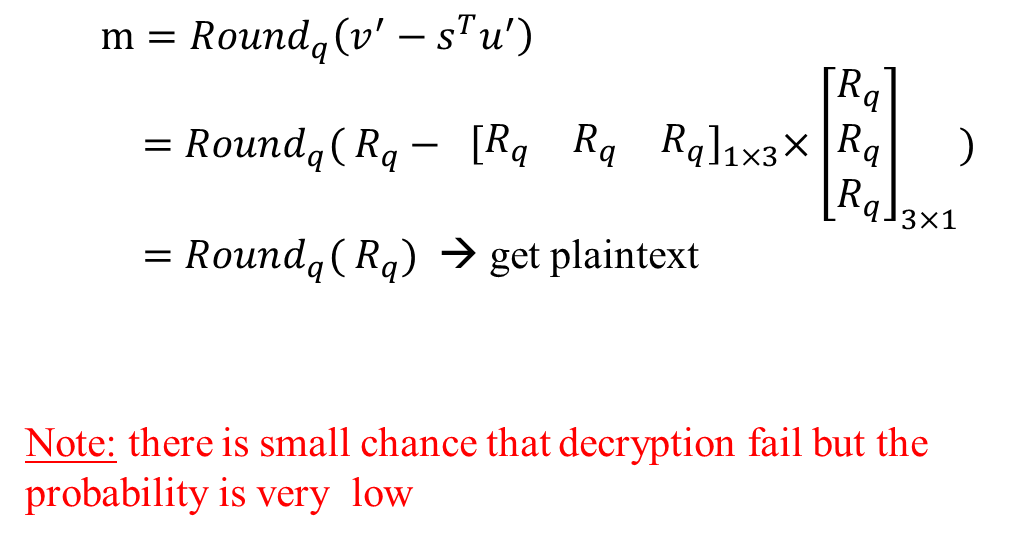 m = Round_q(v′ − s^T u′)
= Round_q( R_q − [R_q R_q R_q]_{1×3} × [R_q R_q R_q]_{3×1} )
= Round_q( R_q) → get plaintext
Note: there is small chance that decryption fail but the
probability is very low